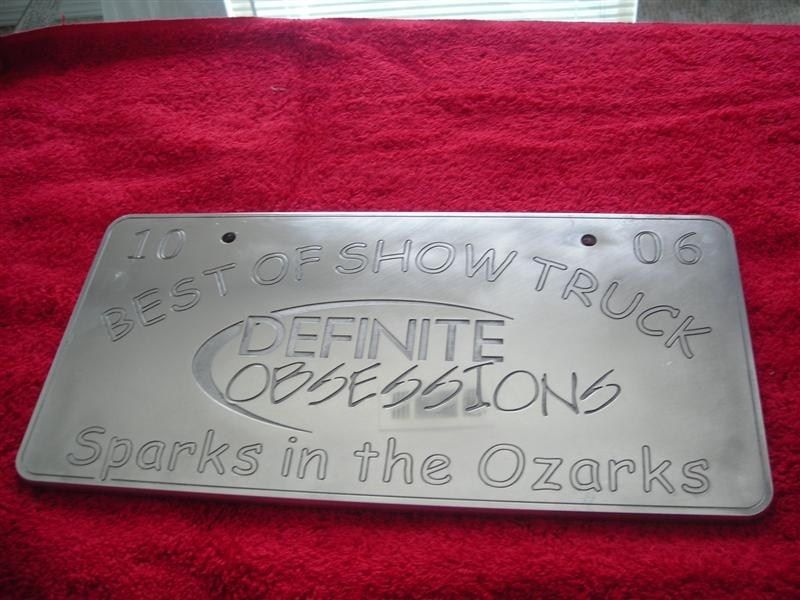 10 06
BEST OF SHOW TRUCK
DEFINITE
OBSESSIONS
Sparks in the Ozarks